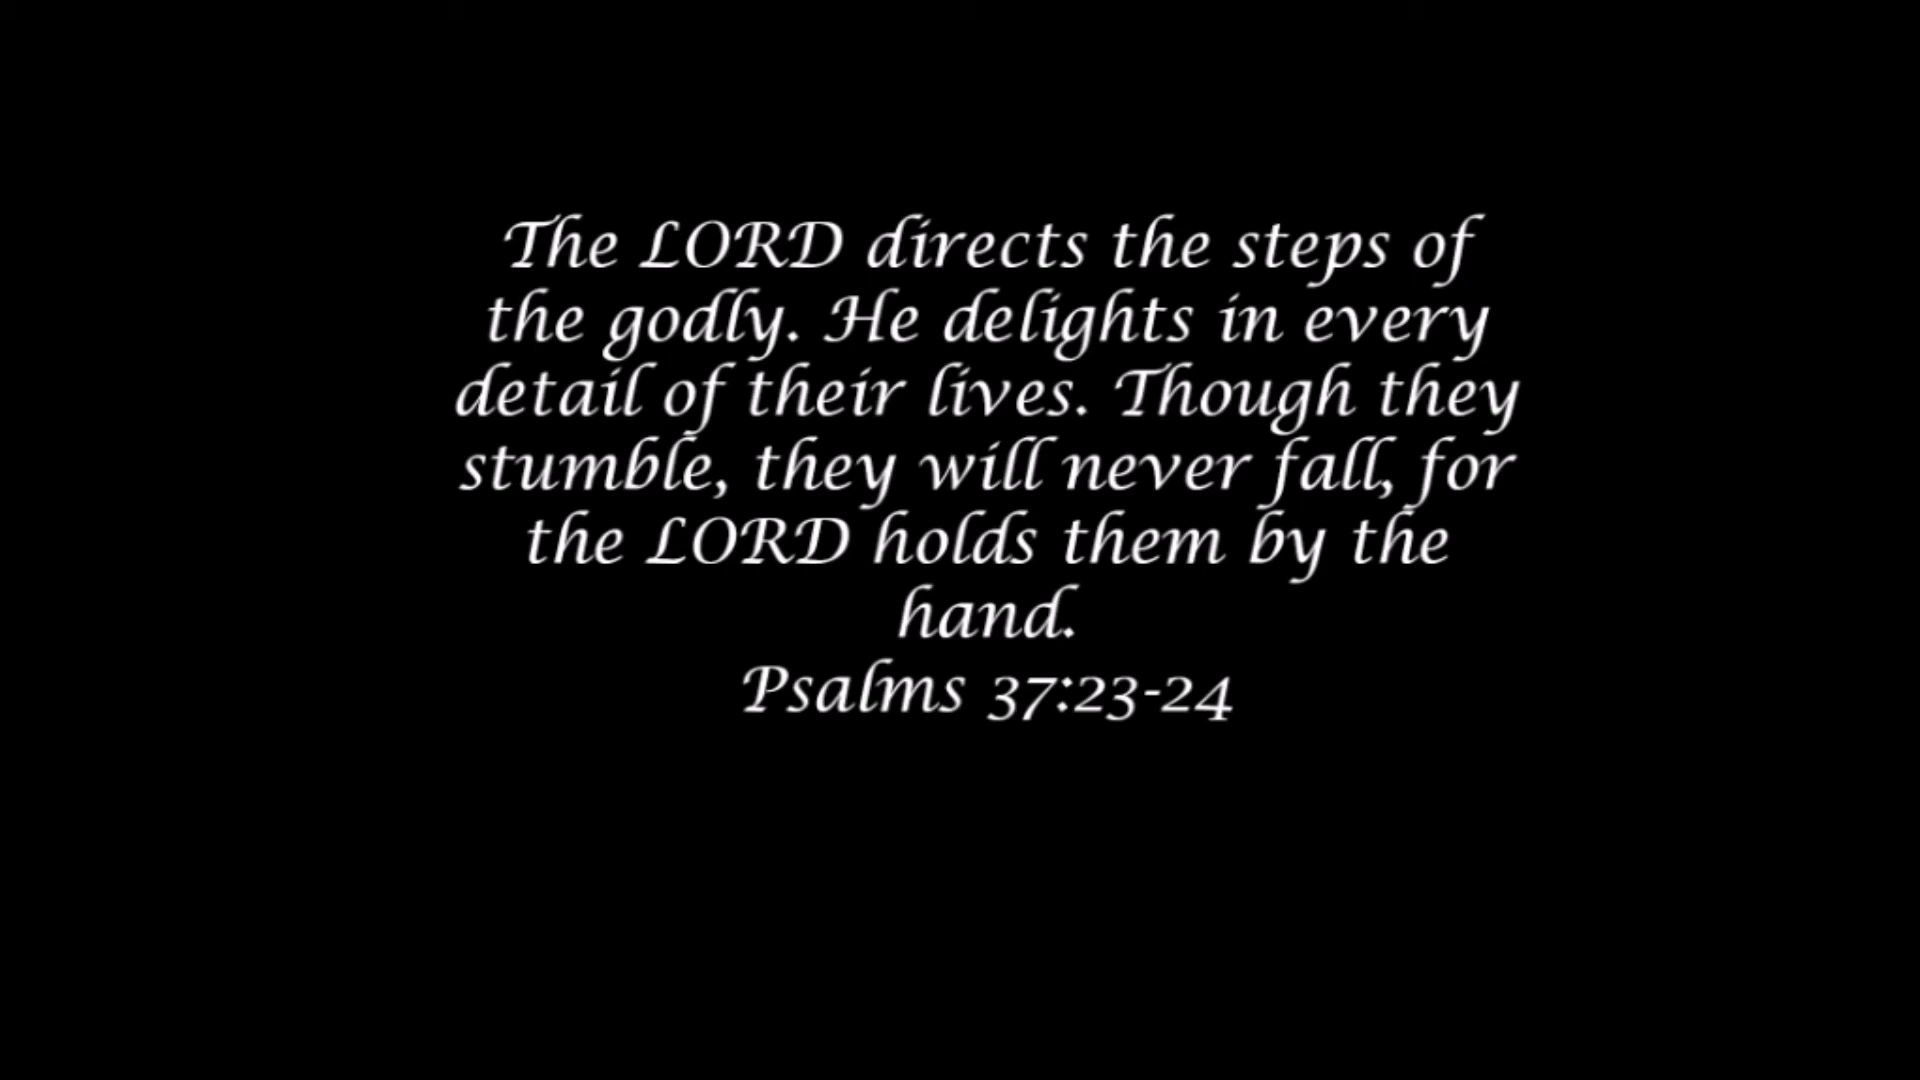 The LORD directs the steps of
the godly. He delights in every
detail of their lives. Though they
stumble, they will never fall, for
the LORD holds them by the
hand.
Psalms 37:23-24